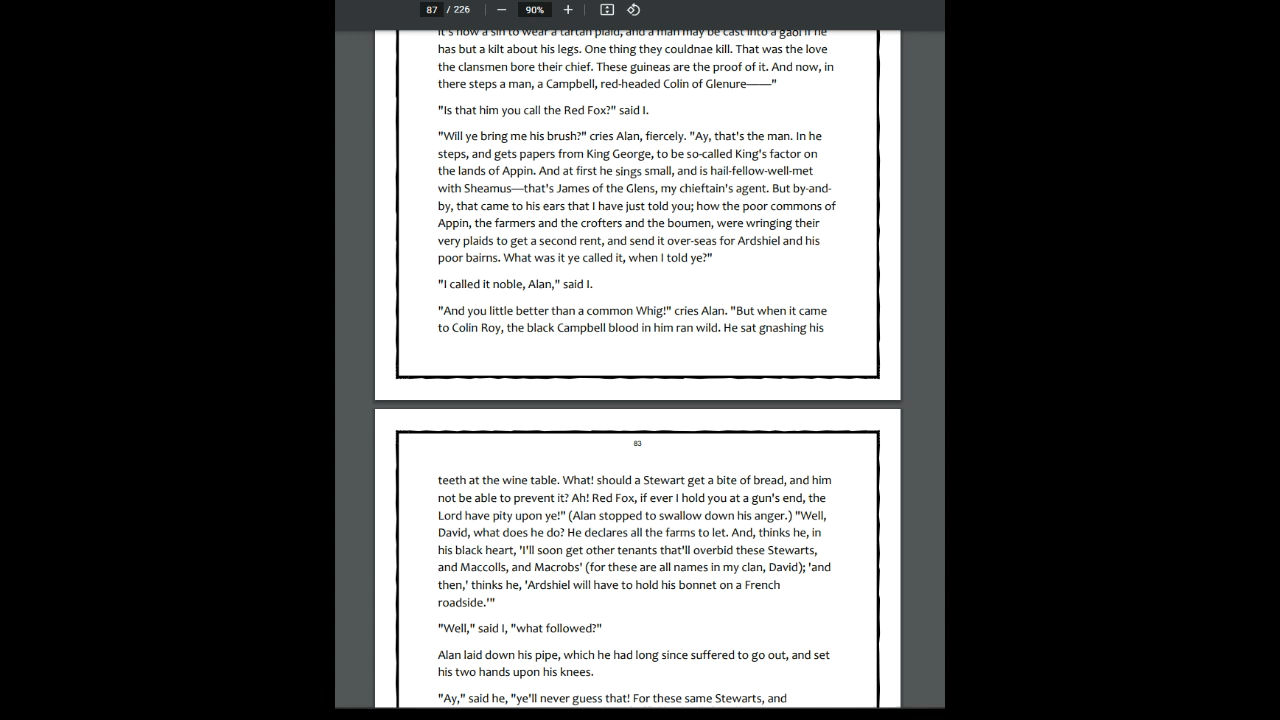 87 / 226
90%
it's now a sin to wear a tartan plaid, and a man may be cast into a gaol if he
has but a kilt about his legs. One thing they couldnae kill. That was the love
the clansmen bore their chief. These guineas are the proof of it. And now, in
there steps a man, a Campbell, red-headed Colin of Glenure——"
"Is that him you call the Red Fox?" said I.
"Will ye bring me his brush?" cries Alan, fiercely. "Ay, that's the man. In he
steps, and gets papers from King George, to be so-called King's factor on
the lands of Appin. And at first he sings small, and is hail-fellow-well-met
with Sheamus—that's James of the Glens, my chieftain's agent. But by-and-
by, that came to his ears that I have just told you; how the poor commons of
Appin, the farmers and the crofters and the boumen, were wringing their
very plaids to get a second rent, and send it over-seas for Ardshiel and his
poor bairns. What was it ye called it, when I told ye?"
"I called it noble, Alan," said I.
"And you little better than a common Whig!" cries Alan. "But when it came
to Colin Roy, the black Campbell blood in him ran wild. He sat gnashing his
83
teeth at the wine table. What! should a Stewart get a bite of bread, and him
not be able to prevent it? Ah! Red Fox, if ever I hold you at a gun's end, the
Lord have pity upon ye!" (Alan stopped to swallow down his anger.) "Well,
David, what does he do? He declares all the farms to let. And, thinks he, in
his black heart, 'I'll soon get other tenants that'll overbid these Stewarts,
and Maccolls, and Macrobs' (for these are all names in my clan, David); 'and
then,' thinks he, 'Ardshiel will have to hold his bonnet on a French
roadside.'"
"Well," said I, "what followed?"
Alan laid down his pipe, which he had long since suffered to go out, and set
his two hands upon his knees.
"Ay," said he, "ye'll never guess that! For these same Stewarts, and